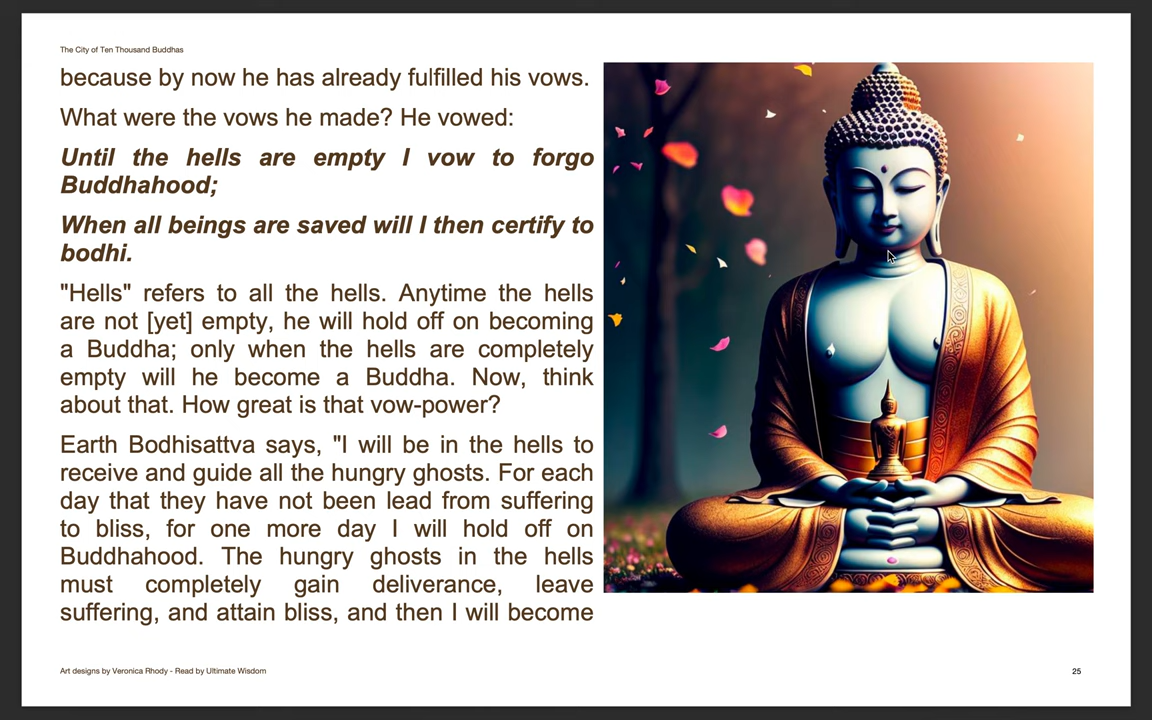 The City of Ten Thousand Buddhas
because by now he has already fulfilled his vows.
What were the vows he made? He vowed:
Until the hells are empty I vow to forgo
Buddhahood;
When all beings are saved will I then certify to
bodhi.
"Hells" refers to all the hells. Anytime the hells
are not [yet] empty, he will hold off on becoming
a Buddha; only when the hells are completely
empty will he become a Buddha. Now, think
about that. How great is that vow-power?
Earth Bodhisattva says, "I will be in the hells to
receive and guide all the hungry ghosts. For each
day that they have not been lead from suffering
to bliss, for one more day I will hold off on
Buddhahood. The hungry ghosts in the hells
must completely gain deliverance, leave
suffering, and attain bliss, and then I will become
Art designs by Veronica Rhody - Read by Ultimate Wisdom
25